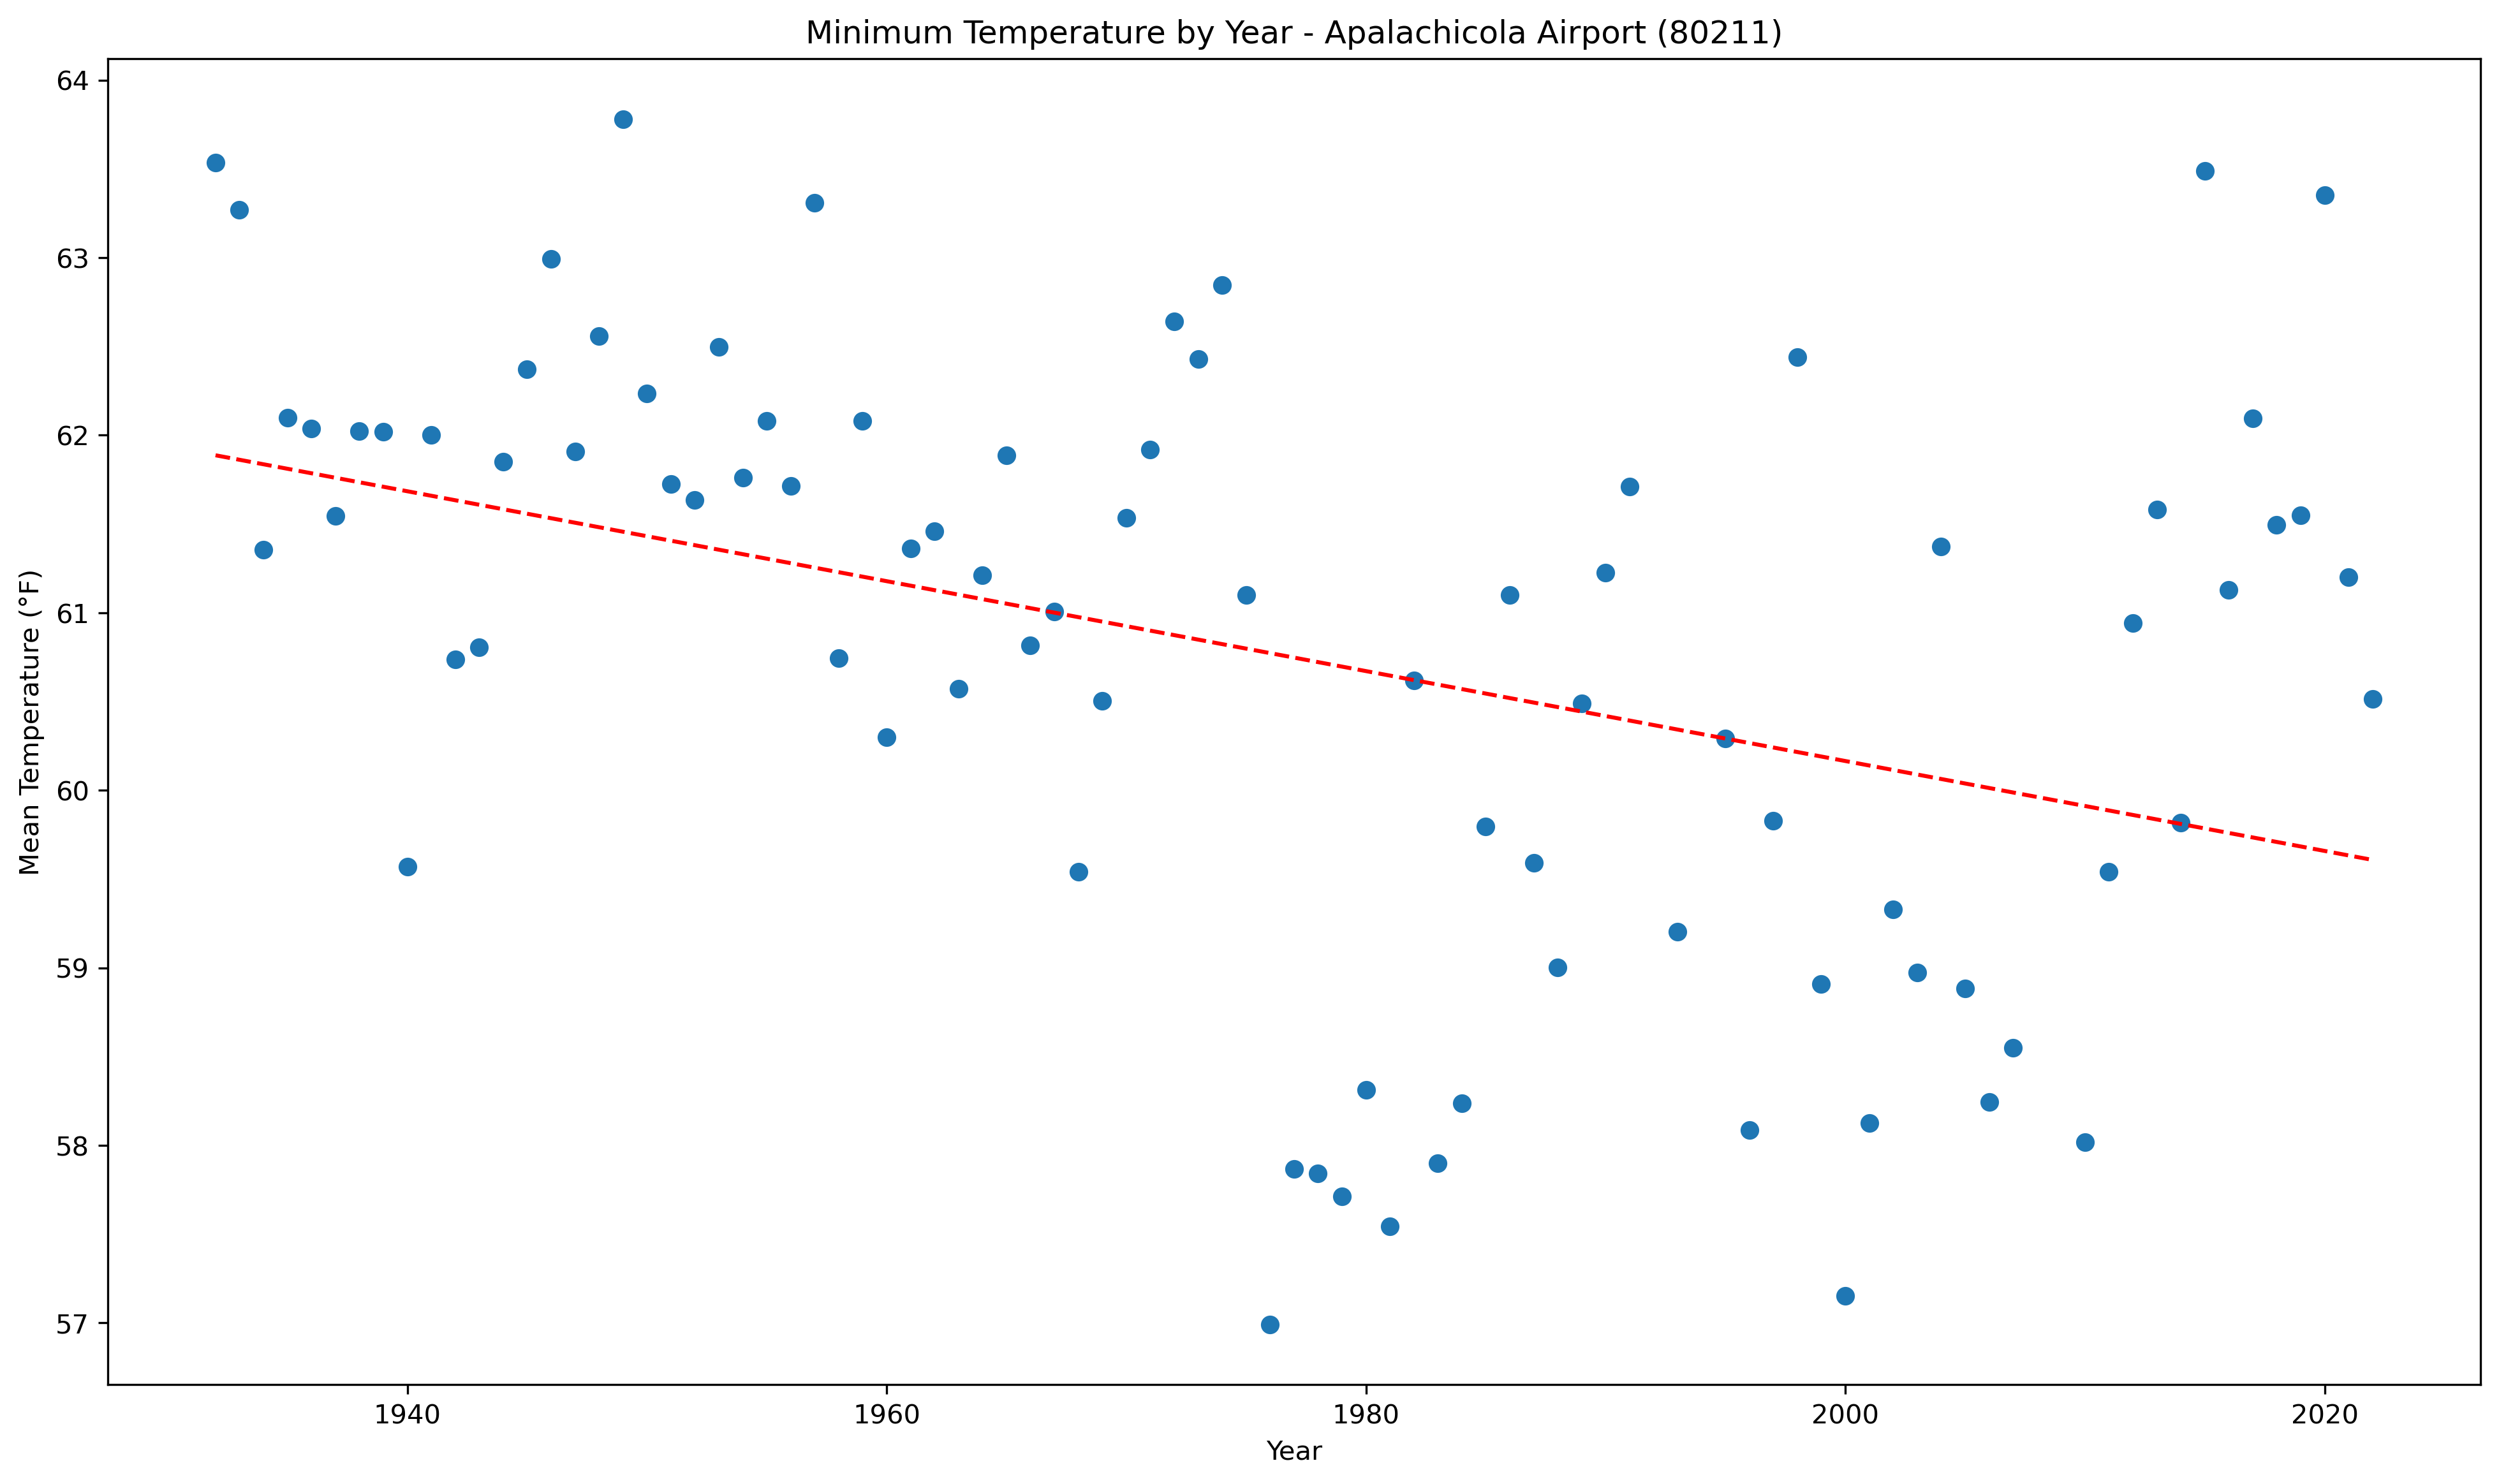 Minimum Temperature by Year - Apalachicola Airport (80211)
Mean Temperature (°F)
64
63
62
61
60
59
58
57
1940 1960 1980 2000 2020
Year